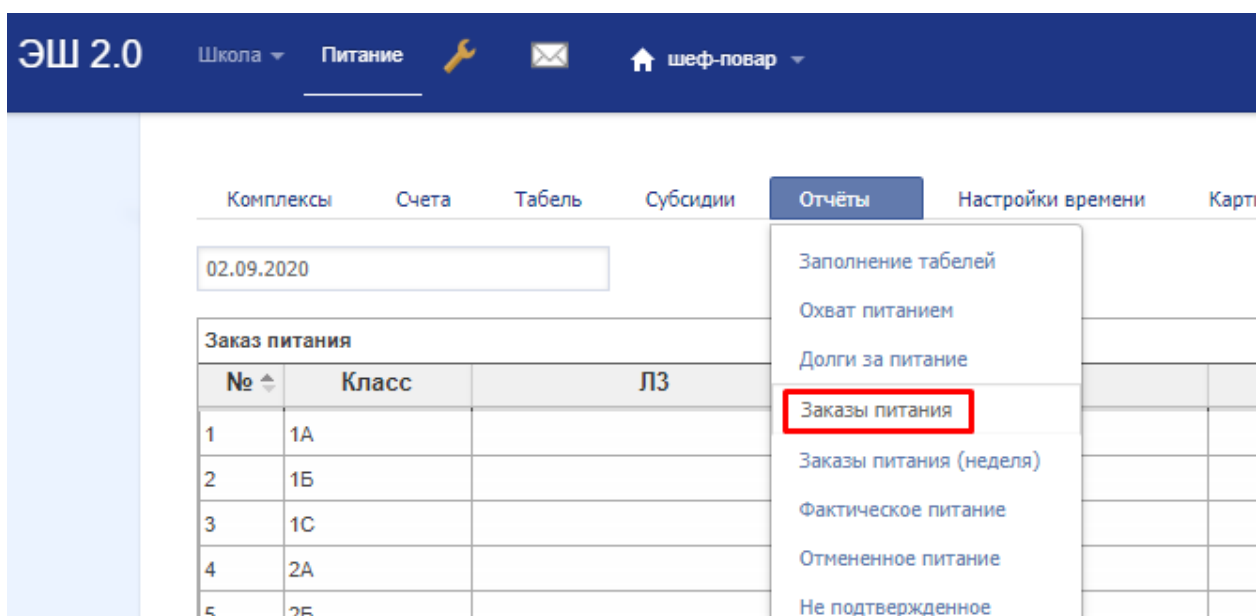 ЭШ 2.0 Школа Питание шеф-повар
Комплексы Счета Табель Субсидии Отчёты Настройки времени
02.09.2020
Заполнение табелей
Охват питанием
Долги за питание
Заказы питания
Заказы питания (неделя)
Фактическое питание
Отмененное питание
Не подтвержденное
Заказ питания
№ Класс ЛЗ
1 1А
2 1Б
3 1С
4 2А
5 2Б